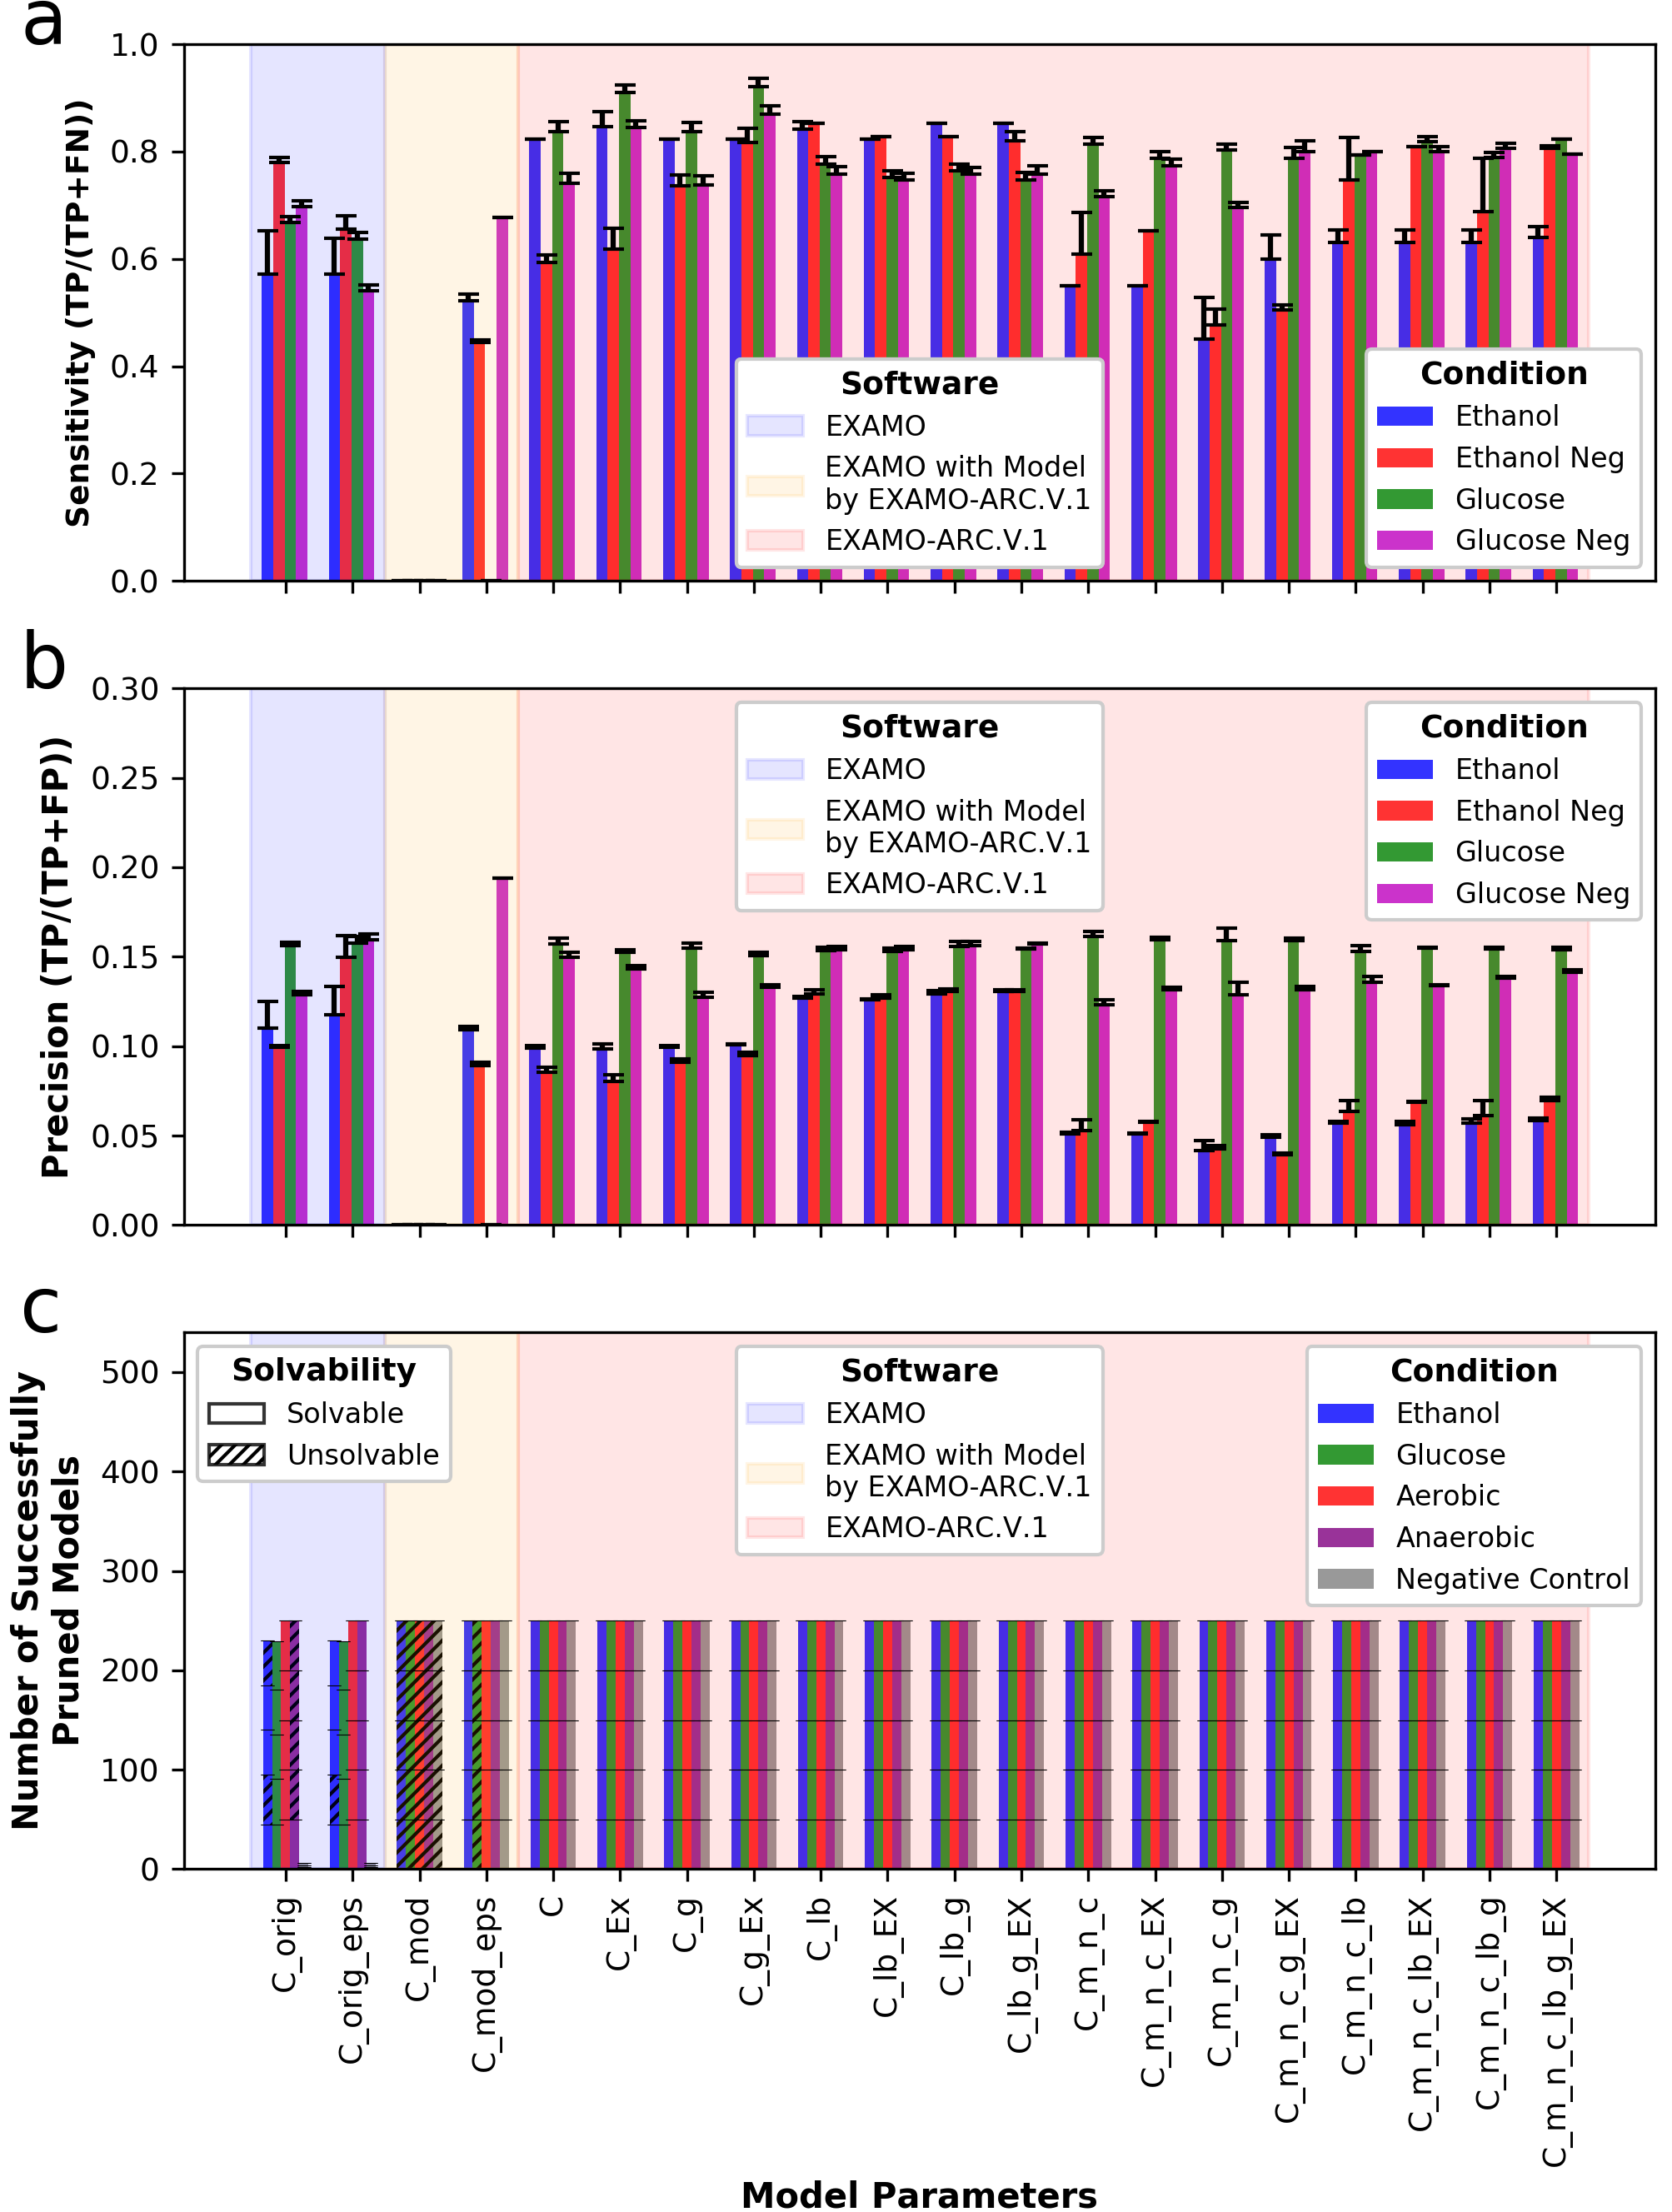 a
Sensitivity (TP/(TP+FN))
1.0
0.8
0.6
0.4
0.2
0.0
Software
EXAMO
EXAMO with Model
by EXAMO-ARC.V.1
EXAMO-ARC.V.1
Condition
Ethanol
Ethanol Neg
Glucose
Glucose Neg
b
Precision (TP/(TP+FP))
0.30
0.25
0.20
0.15
0.10
0.05
0.00
Software
EXAMO
EXAMO with Model
by EXAMO-ARC.V.1
EXAMO-ARC.V.1
Condition
Ethanol
Ethanol Neg
Glucose
Glucose Neg
c
Number of Successfully
Pruned Models
500
400
300
200
100
0
Solvability
Solvable
Unsolvable
Software
EXAMO
EXAMO with Model
by EXAMO-ARC.V.1
EXAMO-ARC.V.1
Condition
Ethanol
Glucose
Aerobic
Anaerobic
Negative Control
C_orig
C_orig_eps
C_mod
C_mod_eps
C
C_Ex
C_g
C_g_Ex
C_lb
C_lb_EX
C_lb_g
C_lb_g_EX
C_m_n_c
C_m_n_c_EX
C_m_n_c_g
C_m_n_c_g_EX
C_m_n_c_lb
C_m_n_c_lb_EX
C_m_n_c_lb_g
C_m_n_c_lb_g_EX
Model Parameters